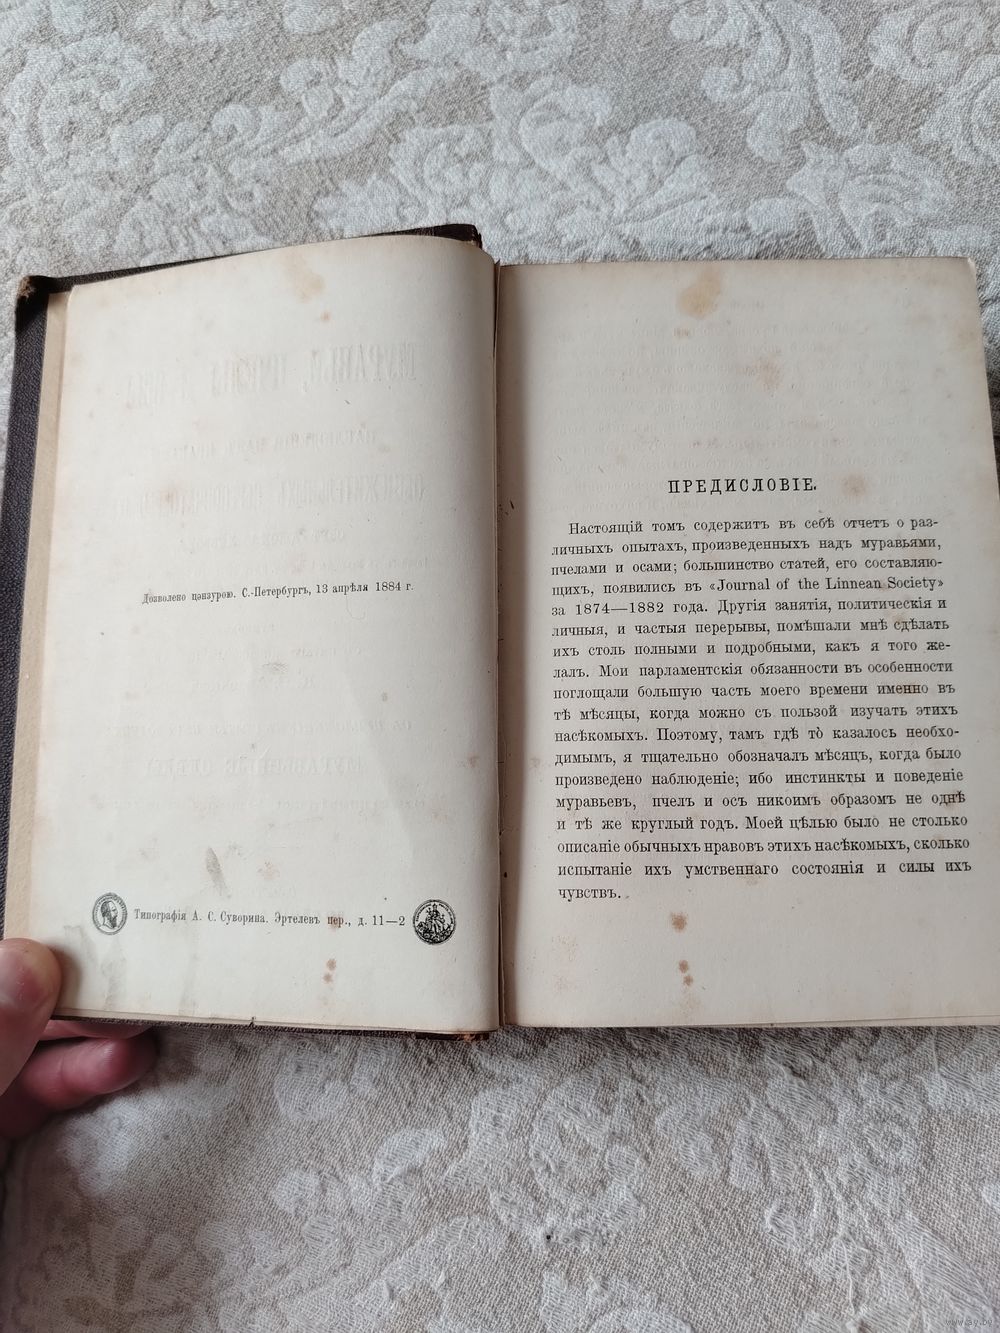 Дозволено цэнзурою. С.-Петербургъ, 13 апрѣля 1884 г.
Типографія А. С. Суворина. Эртелевъ пер., д. 11—2
ПРЕДИСЛОВІЕ.
Настоящій томъ содержитъ въ себѣ отчет о раз-
личныхъ опытахъ, произведенныхъ надъ муравьями,
пчелами и осами; большинство статей, его составляю-
щихъ, появились въ «Journal of the Linnean Society»
за 1874—1882 года. Другія занятія, политическія и
личныя, и частыя перерывы, помѣшали мнѣ сдѣлать
ихъ столь полными и подробными, какъ я того же-
лалъ. Мои парламентскія обязанности въ особенности
поглощали большую часть моего времени именно въ
тѣ мѣсяцы, когда можно съ пользой изучать этихъ
насѣкомыхъ. Поэтому, тамъ гдѣ то̀ казалось необхо-
димымъ, я тщательно обозначалъ мѣсяцъ, когда было
произведено наблюденіе; ибо инстинкты и поведеніе
муравьевъ, пчелъ и осъ никоимъ образомъ не однѣ
и тѣ же круглый годъ. Моей цѣлью было не столько
описаніе обычныхъ нравовъ этихъ насѣкомыхъ, сколько
испытаніе ихъ умственнаго состоянія и силы ихъ
чувствъ.
www.ay.by